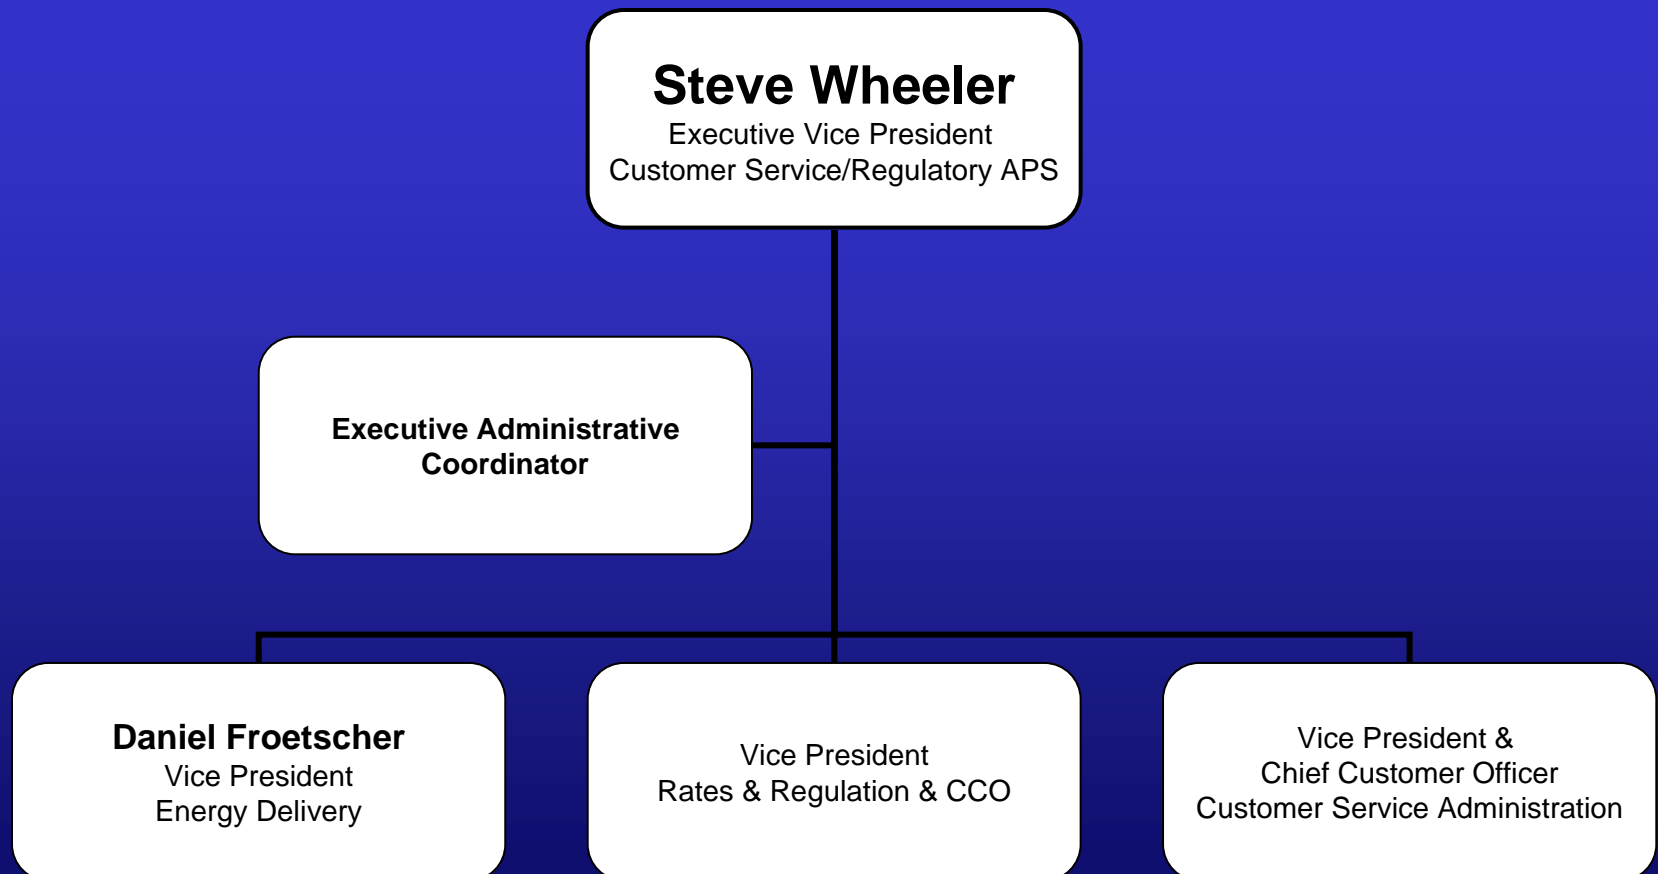 Steve Wheeler
Executive Vice President
Customer Service/Regulatory APS
Executive Administrative
Coordinator
Daniel Froetscher
Vice President
Energy Delivery
Vice President
Rates & Regulation & CCO
Vice President &
Chief Customer Officer
Customer Service Administration